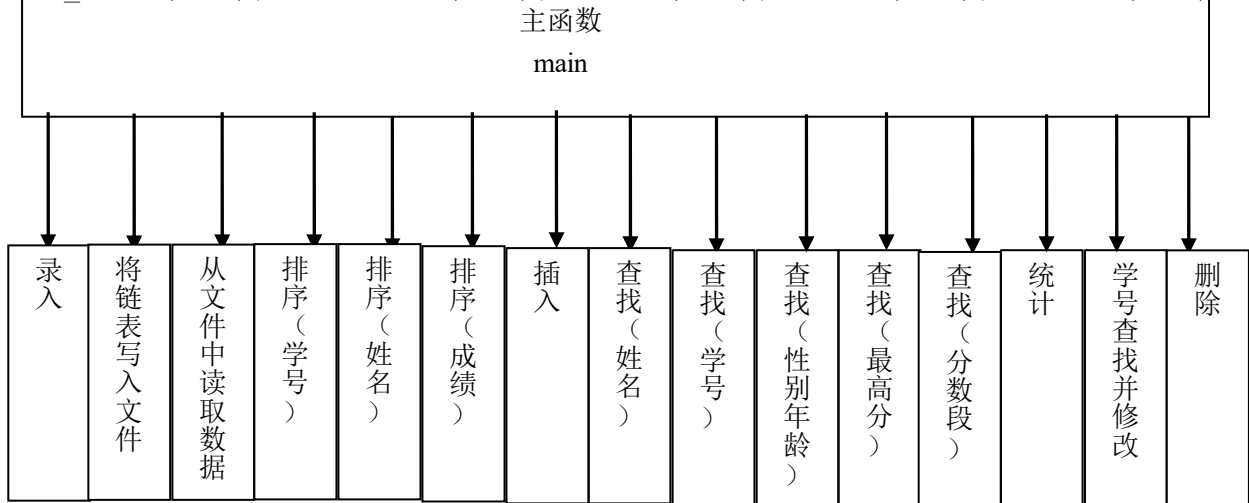 主函数
main
录入
将链表写入文件
从文件中读取数据
排序（学号）
排序（姓名）
排序（成绩）
插入
查找（姓名）
查找（学号）
查找（性别年龄）
查找（最高分）
查找（分数段）
统计
学号查找并修改
删除